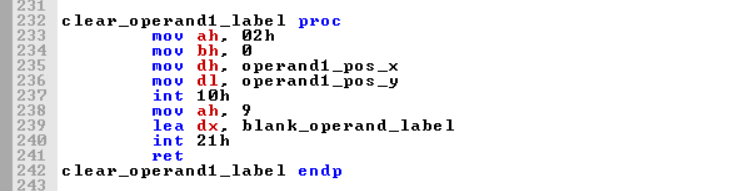 231
232 clear_operand1_label proc
233 mov ah, 02h
234 mov bh, 0
235 mov dh, operand1_pos_x
236 mov dl, operand1_pos_y
237 int 10h
238 mov ah, 9
239 lea dx, blank_operand_label
240 int 21h
241 ret
242 clear_operand1_label endp
243